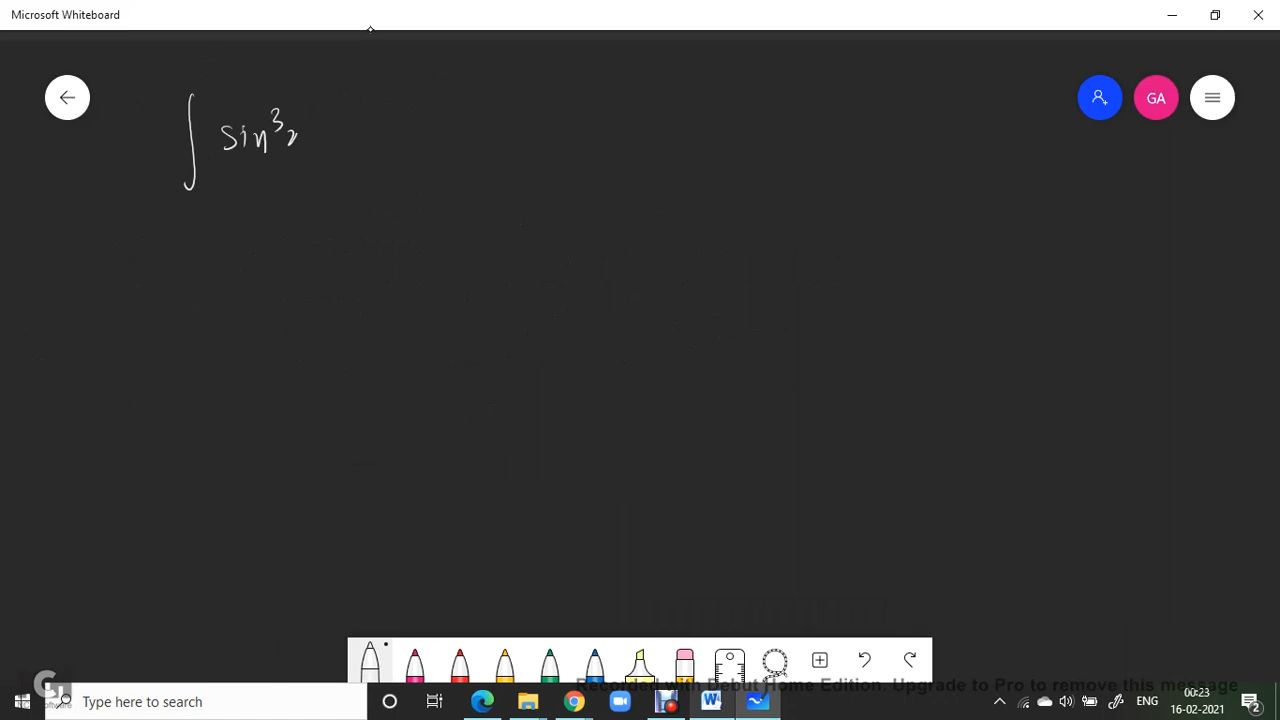 Microsoft Whiteboard
∫ sin³x
GA
Recorded with Debut Home Edition. Upgrade to Pro to remove this message
Type here to search
ENG
00:23
16-02-2021
2